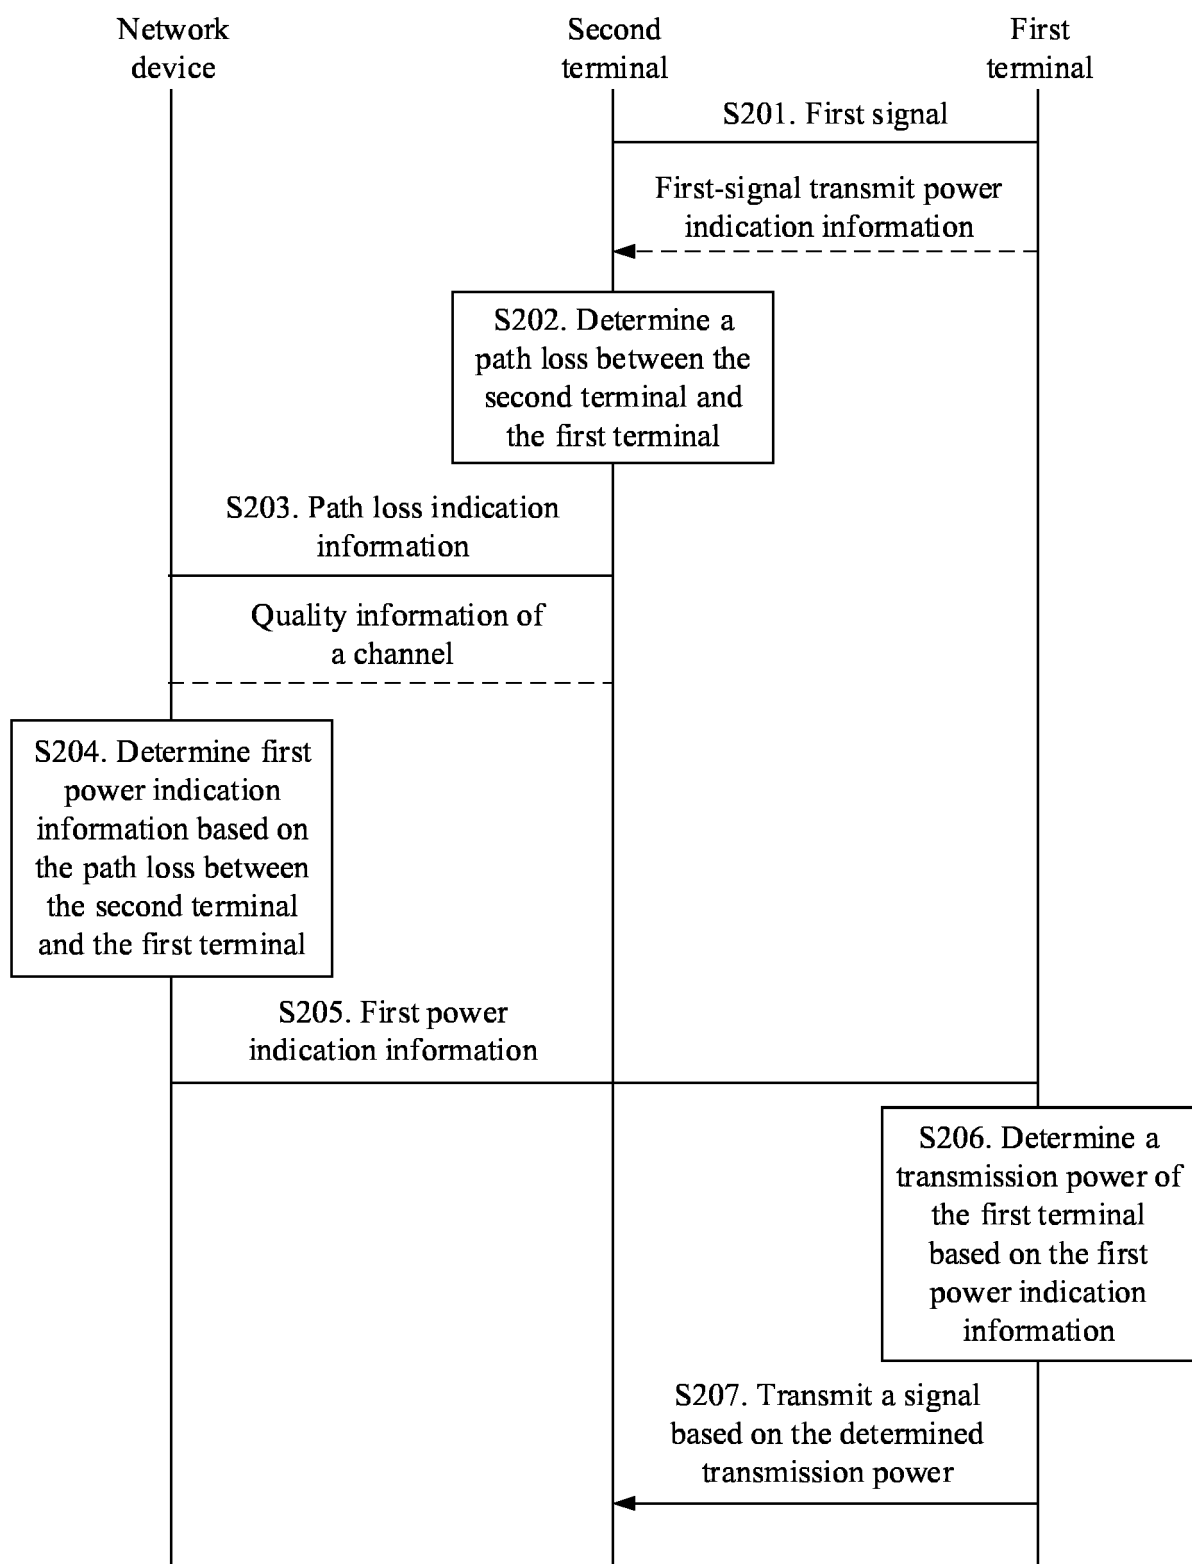 Network
device
Second
terminal
First
terminal
S201. First signal
First-signal transmit power
indication information
S202. Determine a
path loss between the
second terminal and
the first terminal
S203. Path loss indication
information
Quality information of
a channel
S204. Determine first
power indication
information based on
the path loss between
the second terminal
and the first terminal
S205. First power
indication information
S206. Determine a
transmission power of
the first terminal
based on the first
power indication
information
S207. Transmit a signal
based on the determined
transmission power